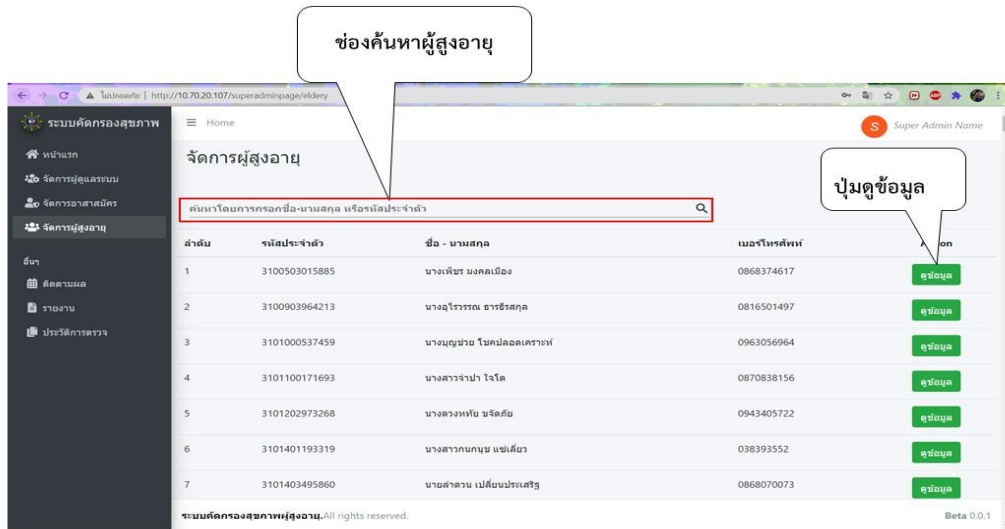 ช่องค้นหาผู้สูงอายุ
ไม่ปลอดภัย | http://10.70.20.107/superadminpage/eldery
ระบบคัดกรองสุขภาพ
Home
S Super Admin Name
หน้าแรก
จัดการผู้ดูแลระบบ
จัดการอาสาสมัคร
จัดการผู้สูงอายุ
อื่นๆ
ติดตามผล
รายงาน
ประวัติการตรวจ
จัดการผู้สูงอายุ
ปุ่มดูข้อมูล
ค้นหาโดยการกรอกชื่อ-นามสกุล หรือรหัสประจำตัว
ลำดับ รหัสประจำตัว ชื่อ - นามสกุล เบอร์โทรศัพท์
1 3100503015885 นางเพ็ชร มงคลเมือง 0868374617 ดูข้อมูล
2 3100903964213 นางอุไรวรรณ ธารธีรสกุล 0816501497 ดูข้อมูล
3 3101000537459 นางบุญช่วย โชคปลอดเคราะห์ 0963056964 ดูข้อมูล
4 3101100171693 นางสาวจำปา ใจโต 0870838156 ดูข้อมูล
5 3101202973268 นางดวงหทัย ขจัดภัย 0943405722 ดูข้อมูล
6 3101401193319 นางสาวกนกนุช แซ่เลี่ยว 038393552 ดูข้อมูล
7 3101403495860 นายลำดวน เปลี่ยนประเสริฐ 0868070073 ดูข้อมูล
ระบบคัดกรองสุขภาพผู้สูงอายุ.All rights reserved. Beta 0.0.1